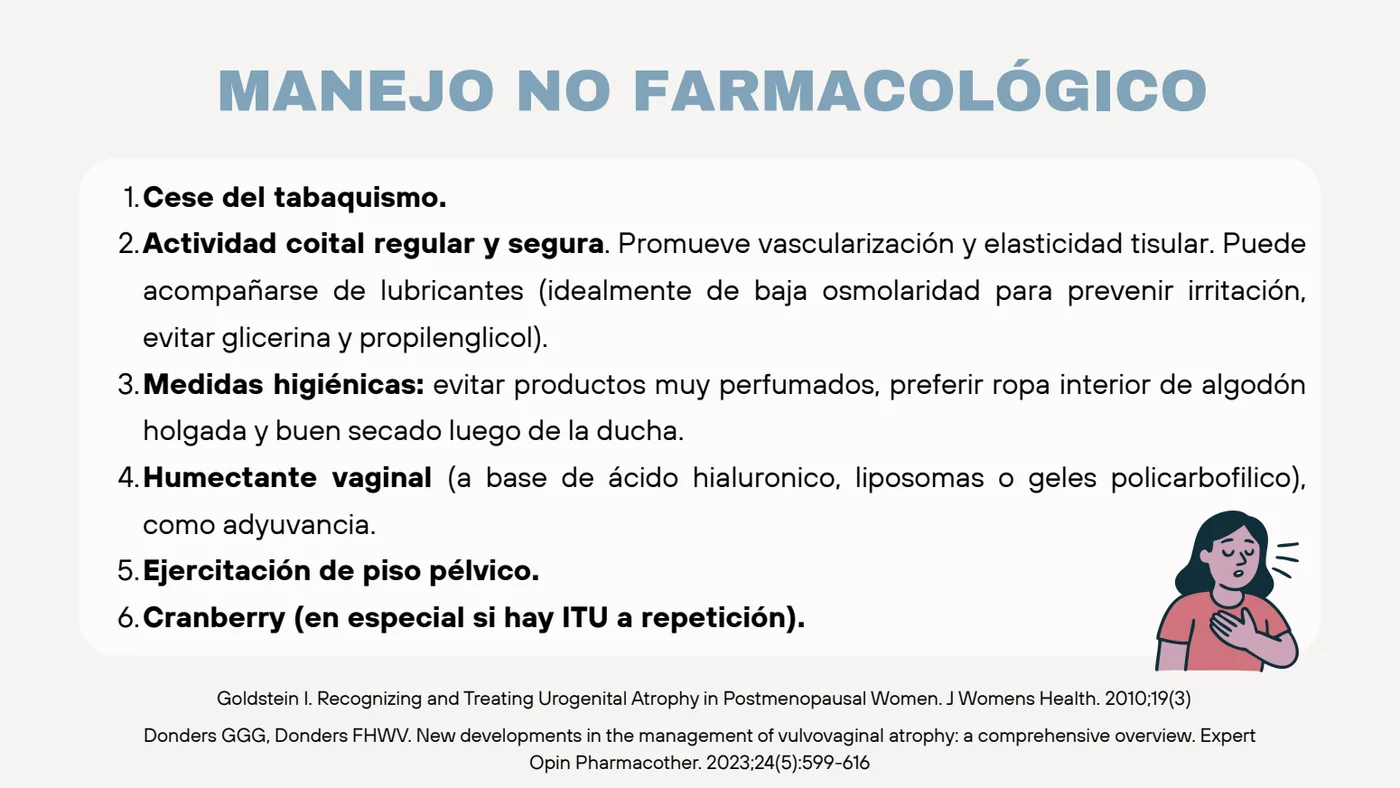 MANEJO NO FARMACOLÓGICO
1. Cese del tabaquismo.
2. Actividad coital regular y segura. Promueve vascularización y elasticidad tisular. Puede
acompañarse de lubricantes (idealmente de baja osmolaridad para prevenir irritación,
evitar glicerina y propilenglicol).
3. Medidas higiénicas: evitar productos muy perfumados, preferir ropa interior de algodón
holgada y buen secado luego de la ducha.
4. Humectante vaginal (a base de ácido hialuronico, liposomas o geles policarbofilico),
como adyuvancia.
5. Ejercitación de piso pélvico.
6. Cranberry (en especial si hay ITU a repetición).
Goldstein I. Recognizing and Treating Urogenital Atrophy in Postmenopausal Women. J Womens Health. 2010;19(3)
Donders GGG, Donders FHWV. New developments in the management of vulvovaginal atrophy: a comprehensive overview. Expert
Opin Pharmacother. 2023;24(5):599-616